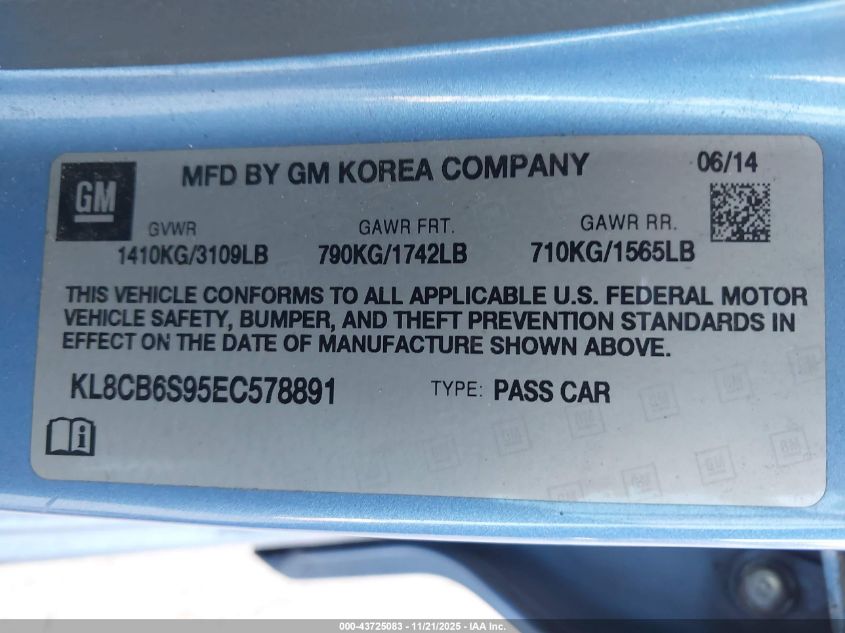 GM
MFD BY GM KOREA COMPANY 06/14
GVWR GAWR FRT. GAWR RR.
1410KG/3109LB 790KG/1742LB 710KG/1565LB
THIS VEHICLE CONFORMS TO ALL APPLICABLE U.S. FEDERAL MOTOR
VEHICLE SAFETY, BUMPER, AND THEFT PREVENTION STANDARDS IN
EFFECT ON THE DATE OF MANUFACTURE SHOWN ABOVE.
KL8CB6S95EC578891 TYPE: PASS CAR
000-43725083 - 11/21/2025 - IAA Inc.